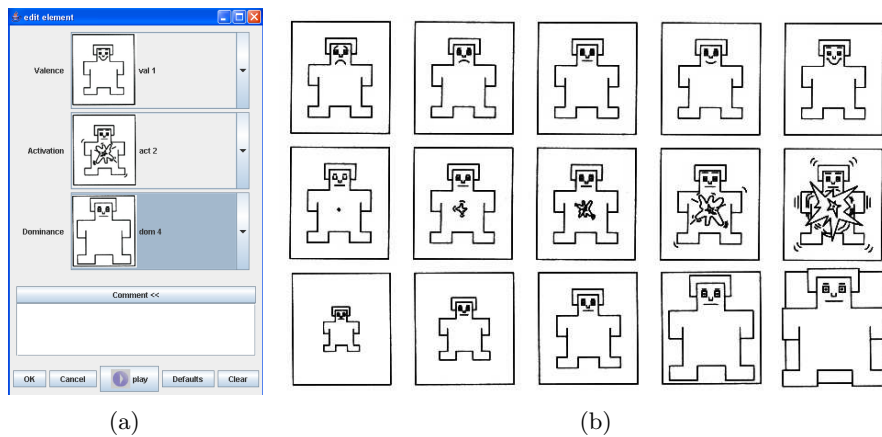 edit element
Valence
val 1
Activation
act 2
Dominance
dom 4
Comment <<
OK Cancel play Defaults Clear
(a) (b)